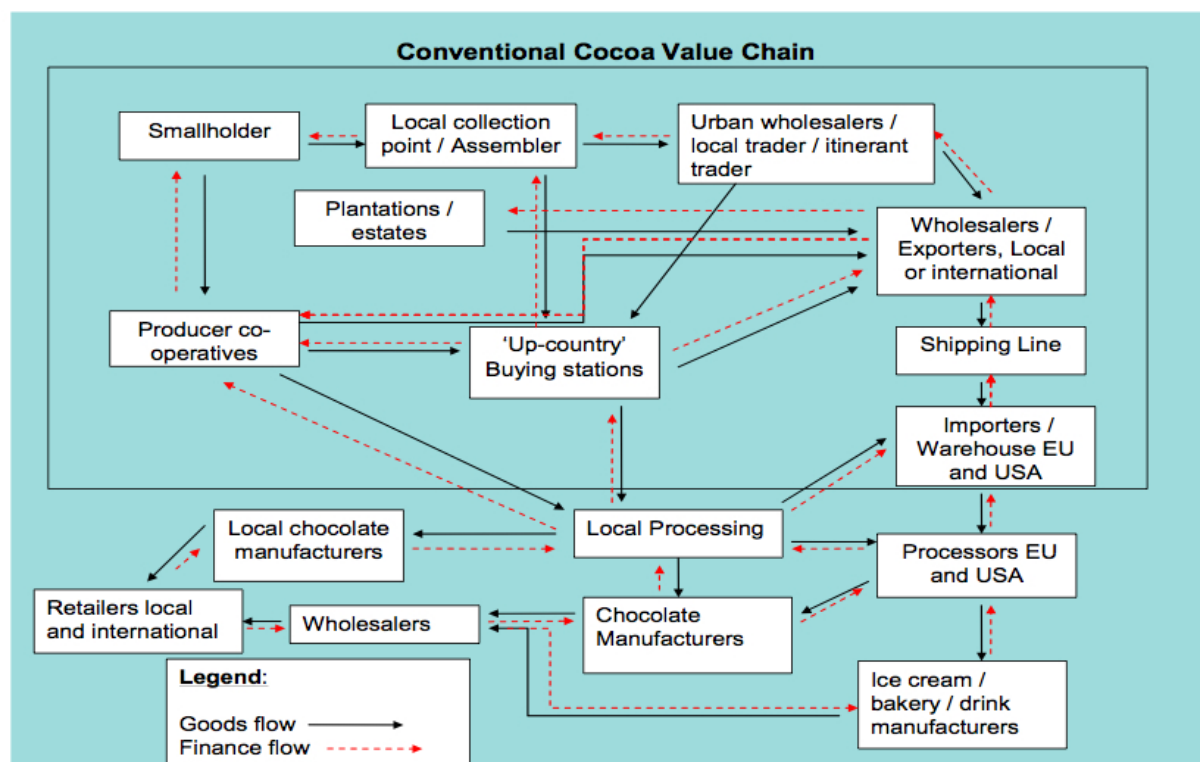 Conventional Cocoa Value Chain
Smallholder
Local collection
point / Assembler
Urban wholesalers /
local trader / itinerant
trader
Plantations /
estates
Wholesalers /
Exporters, Local
or international
Producer co-
operatives
‘Up-country’
Buying stations
Shipping Line
Importers /
Warehouse EU
and USA
Local Processing
Local chocolate
manufacturers
Processors EU
and USA
Retailers local
and international
Wholesalers
Chocolate
Manufacturers
Ice cream /
bakery / drink
manufacturers
Legend:
Goods flow
Finance flow